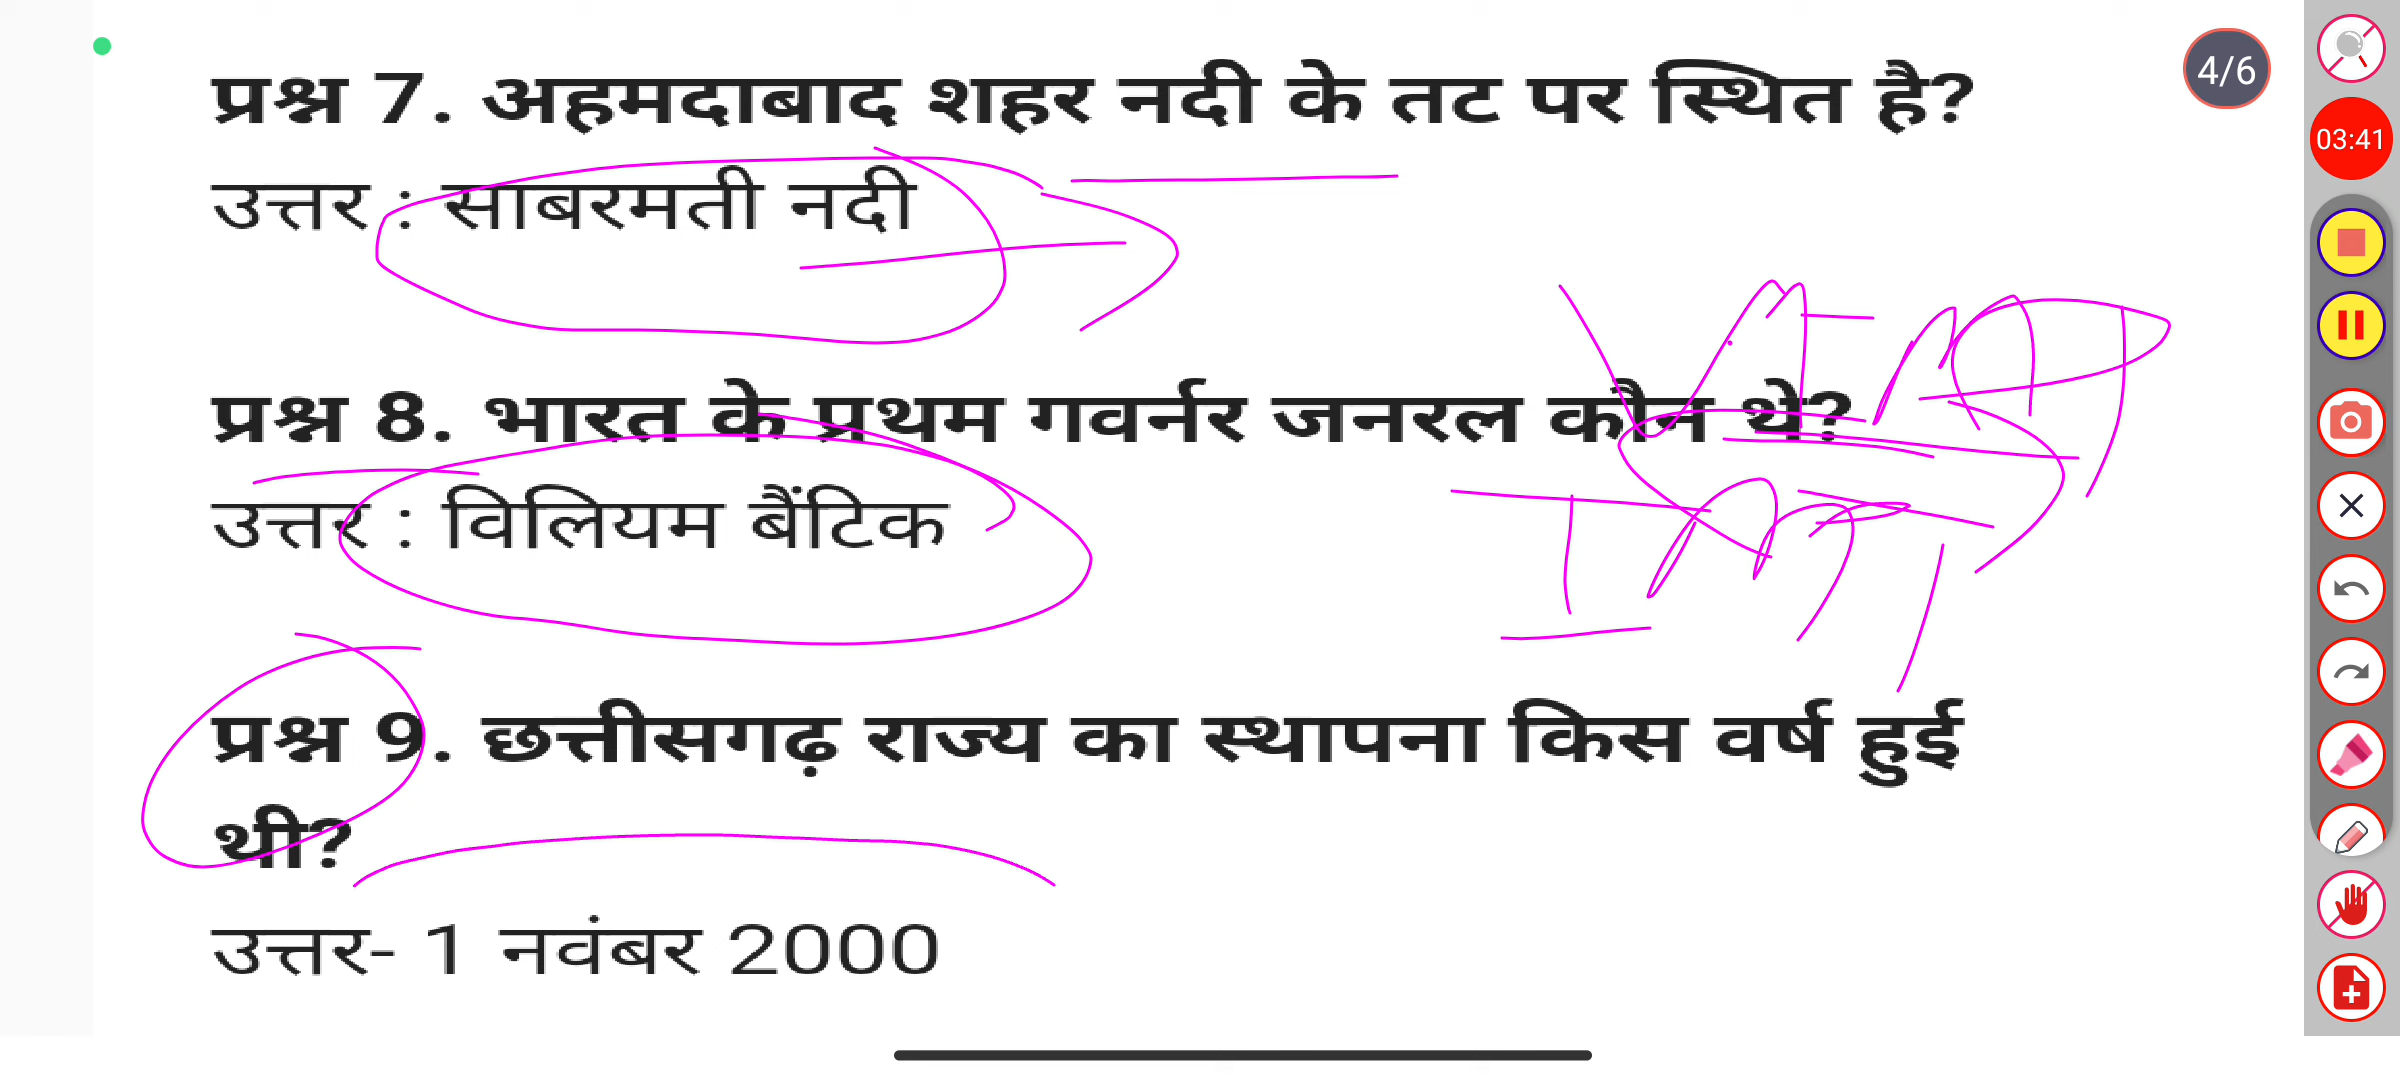 प्रश्न 7. अहमदाबाद शहर नदी के तट पर स्थित है?
4/6
03:41
उत्तर : साबरमती नदी
प्रश्न 8. भारत के प्रथम गवर्नर जनरल कौन थे?
उत्तर : विलियम बैंटिक
प्रश्न 9. छत्तीसगढ़ राज्य का स्थापना किस वर्ष हुई
थी?
उत्तर- 1 नवंबर 2000